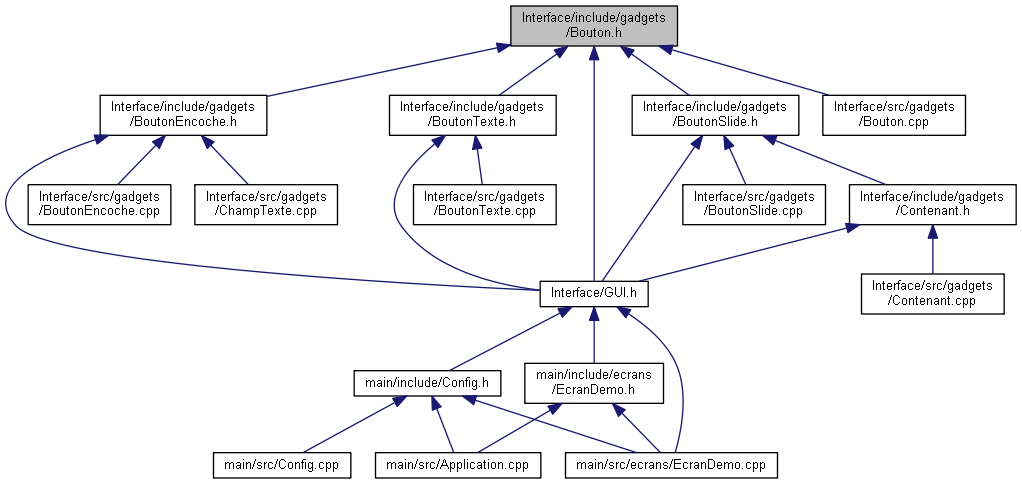 Interface/include/gadgets
/Bouton.h
Interface/include/gadgets
/BoutonEncoche.h
Interface/include/gadgets
/BoutonTexte.h
Interface/include/gadgets
/BoutonSlide.h
Interface/src/gadgets
/Bouton.cpp
Interface/src/gadgets
/BoutonEncoche.cpp
Interface/src/gadgets
/ChampTexte.cpp
Interface/src/gadgets
/BoutonTexte.cpp
Interface/src/gadgets
/BoutonSlide.cpp
Interface/include/gadgets
/Contenant.h
Interface/GUI.h
Interface/src/gadgets
/Contenant.cpp
main/include/Config.h
main/include/ecrans
/EcranDemo.h
main/src/Config.cpp
main/src/Application.cpp
main/src/ecrans/EcranDemo.cpp